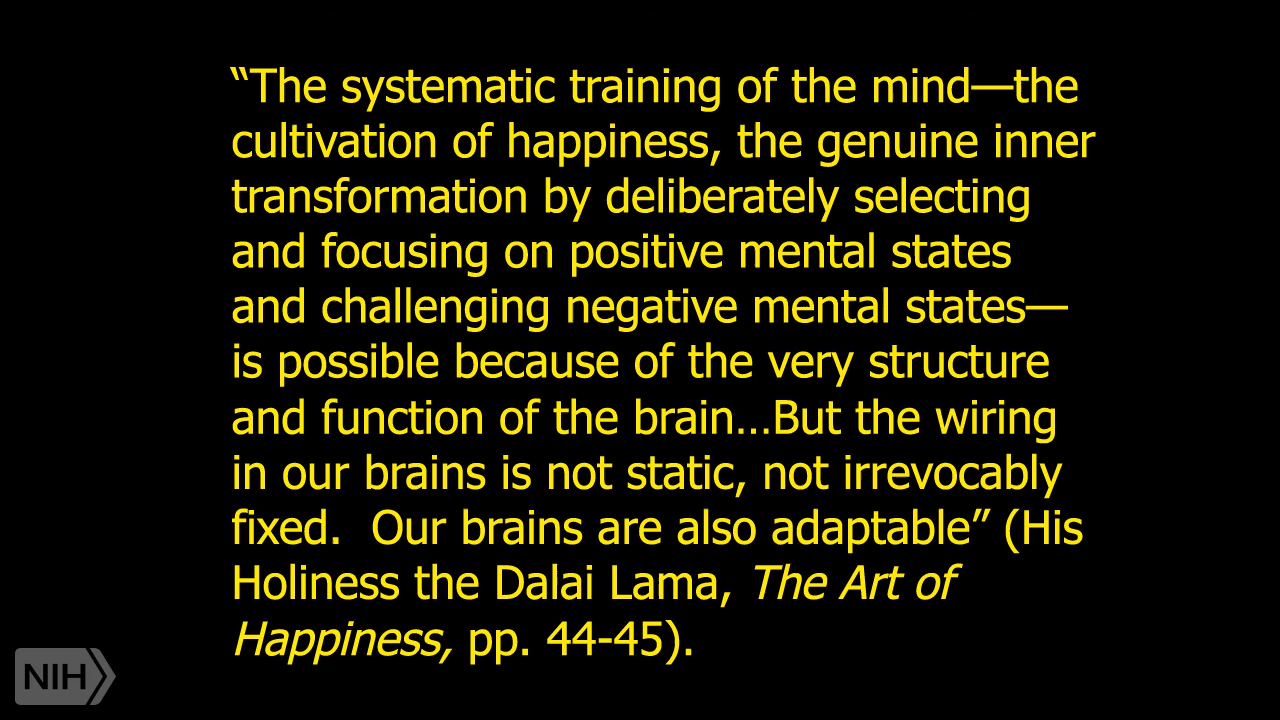 “The systematic training of the mind—the
cultivation of happiness, the genuine inner
transformation by deliberately selecting
and focusing on positive mental states
and challenging negative mental states—
is possible because of the very structure
and function of the brain…But the wiring
in our brains is not static, not irrevocably
fixed.  Our brains are also adaptable” (His
Holiness the Dalai Lama, The Art of
Happiness, pp. 44-45).
NIH